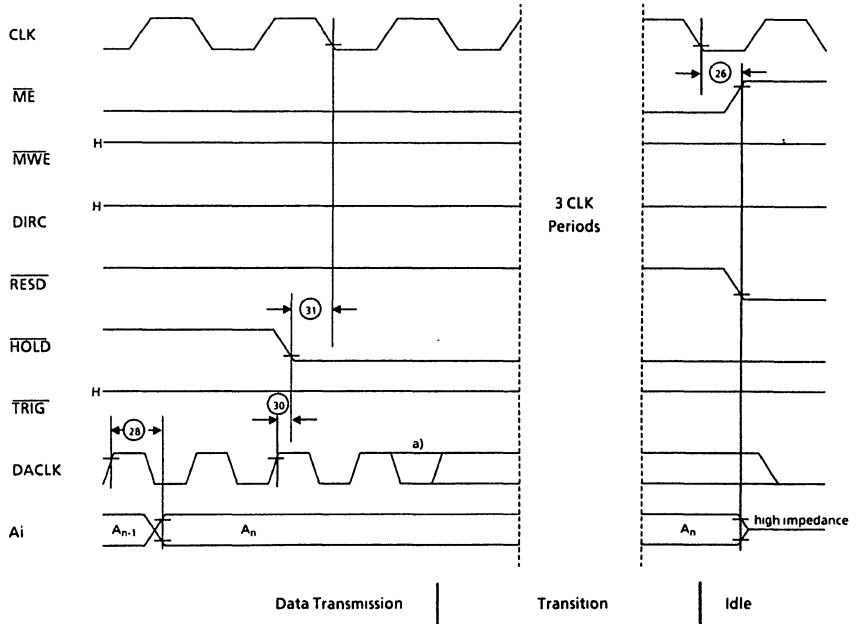 CLK
26
ME
H
MWE
H
DIRC
3 CLK
Periods
RESD
31
HOLD
H
TRIG
30
28
a)
DACLK
high impedance
Ai
An-1
An
An
Data Transmission
Transition
Idle